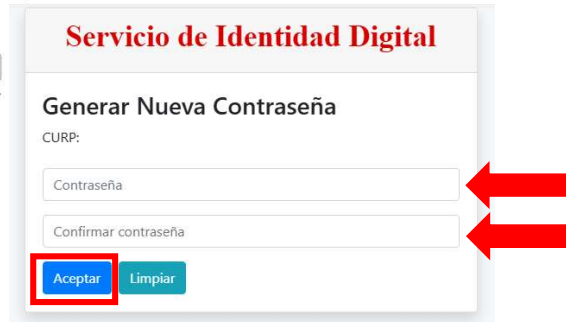 Servicio de Identidad Digital
Generar Nueva Contraseña
CURP:
Contraseña
Confirmar contraseña
Aceptar Limpiar